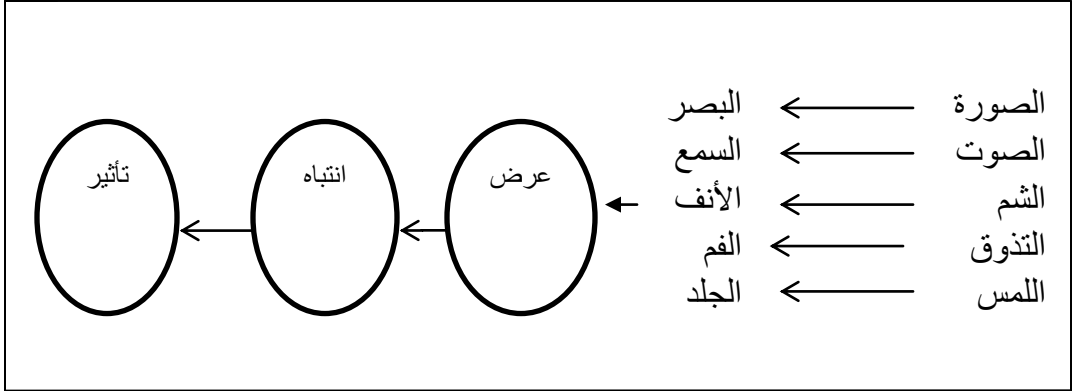 الصورة البصر
الصوت السمع
الشم الأنف
التذوق الفم
اللمس الجلد
عرض انتباه تأثير